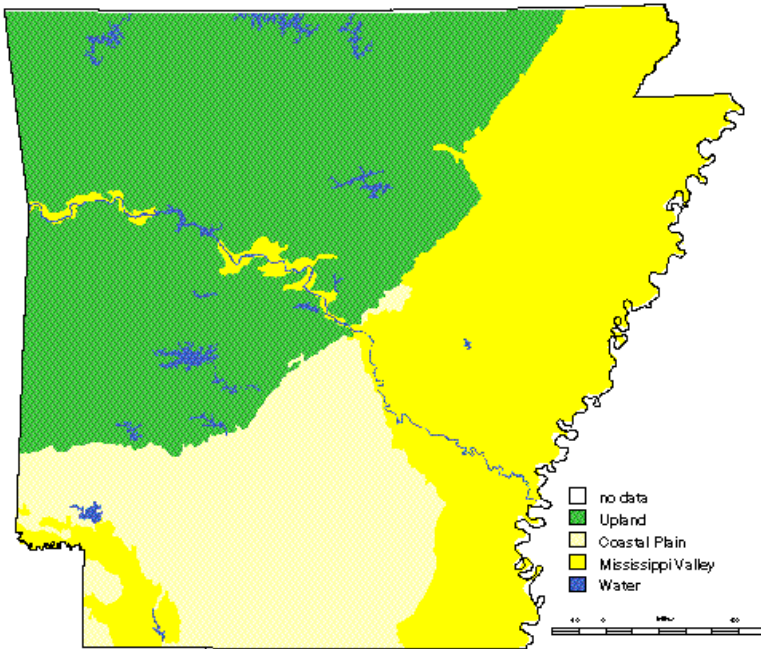 no data
Upland
Coastal Plain
Mississippi Valley
Water